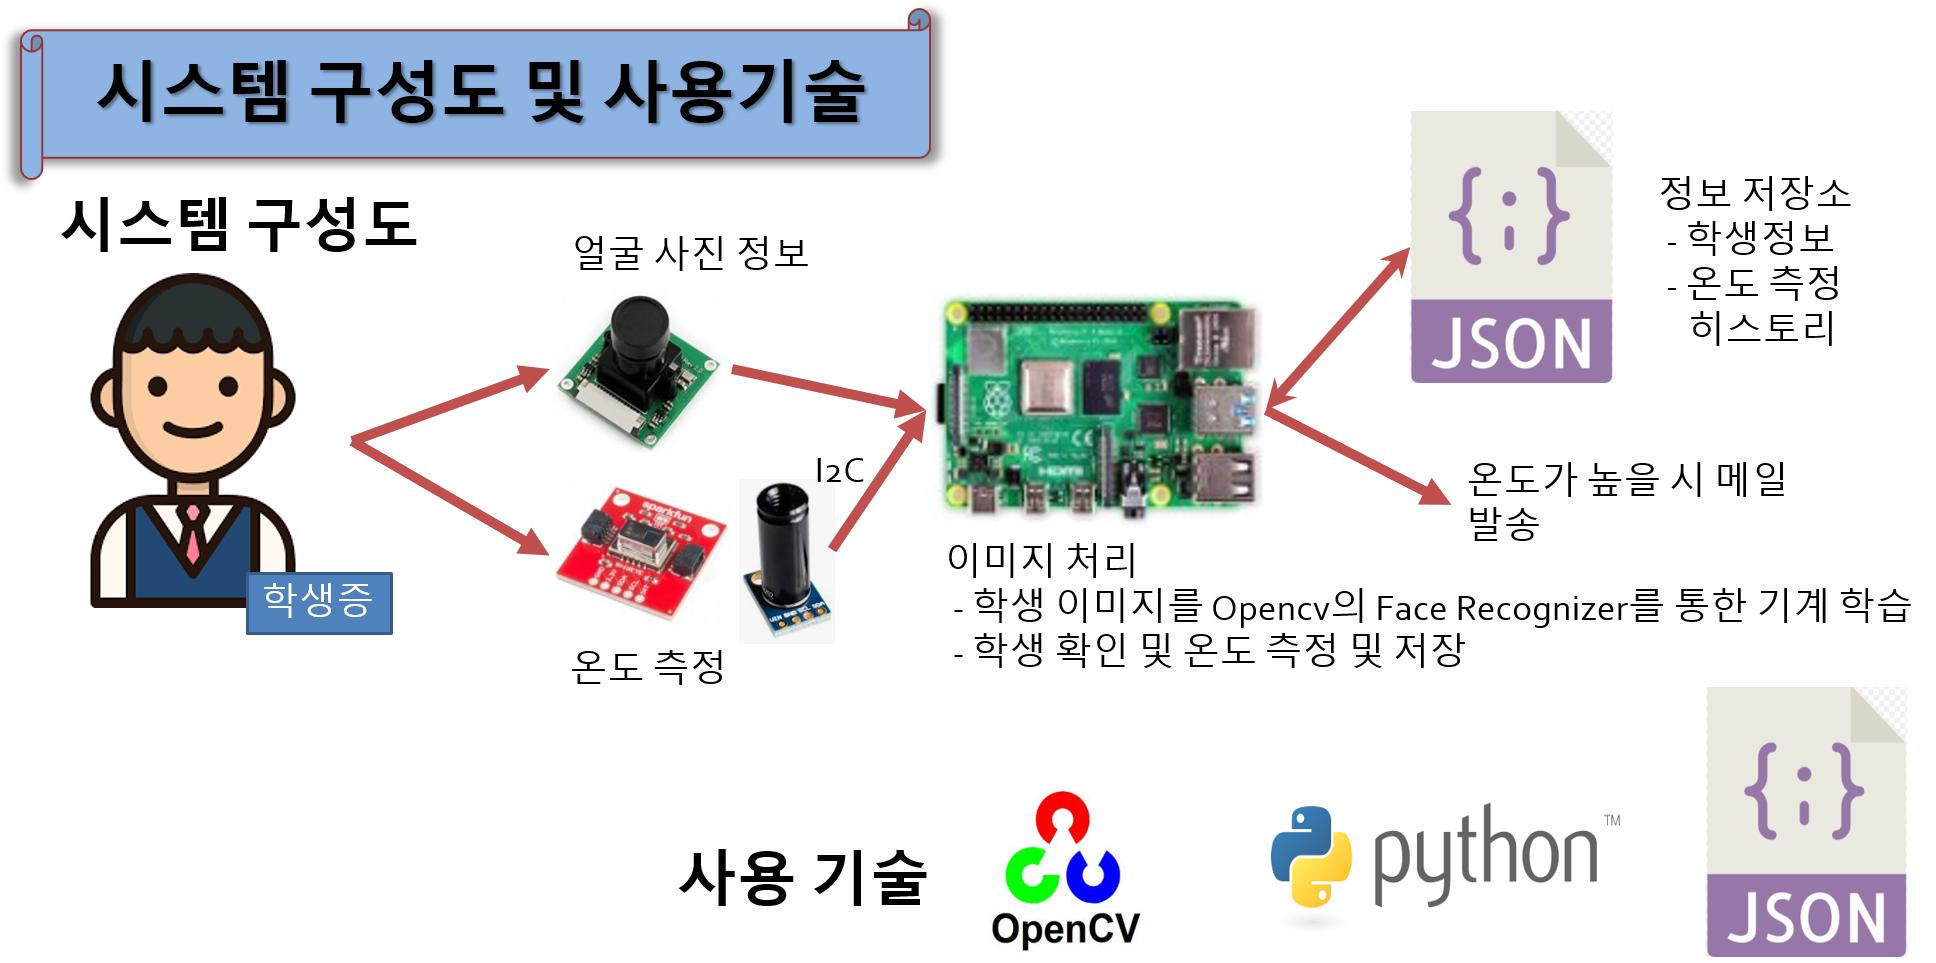 시스템 구성도 및 사용기술
시스템 구성도
학생증
얼굴 사진 정보
sparkfun
온도 측정
I2C
VIN GND SCL SDA
HDMI
이미지 처리
- 학생 이미지를 Opencv의 Face Recognizer를 통한 기계 학습
- 학생 확인 및 온도 측정 및 저장
{;}
JSON
정보 저장소
- 학생정보
- 온도 측정
히스토리
온도가 높을 시 메일
발송
사용 기술
OpenCV
python™
{;}
JSON